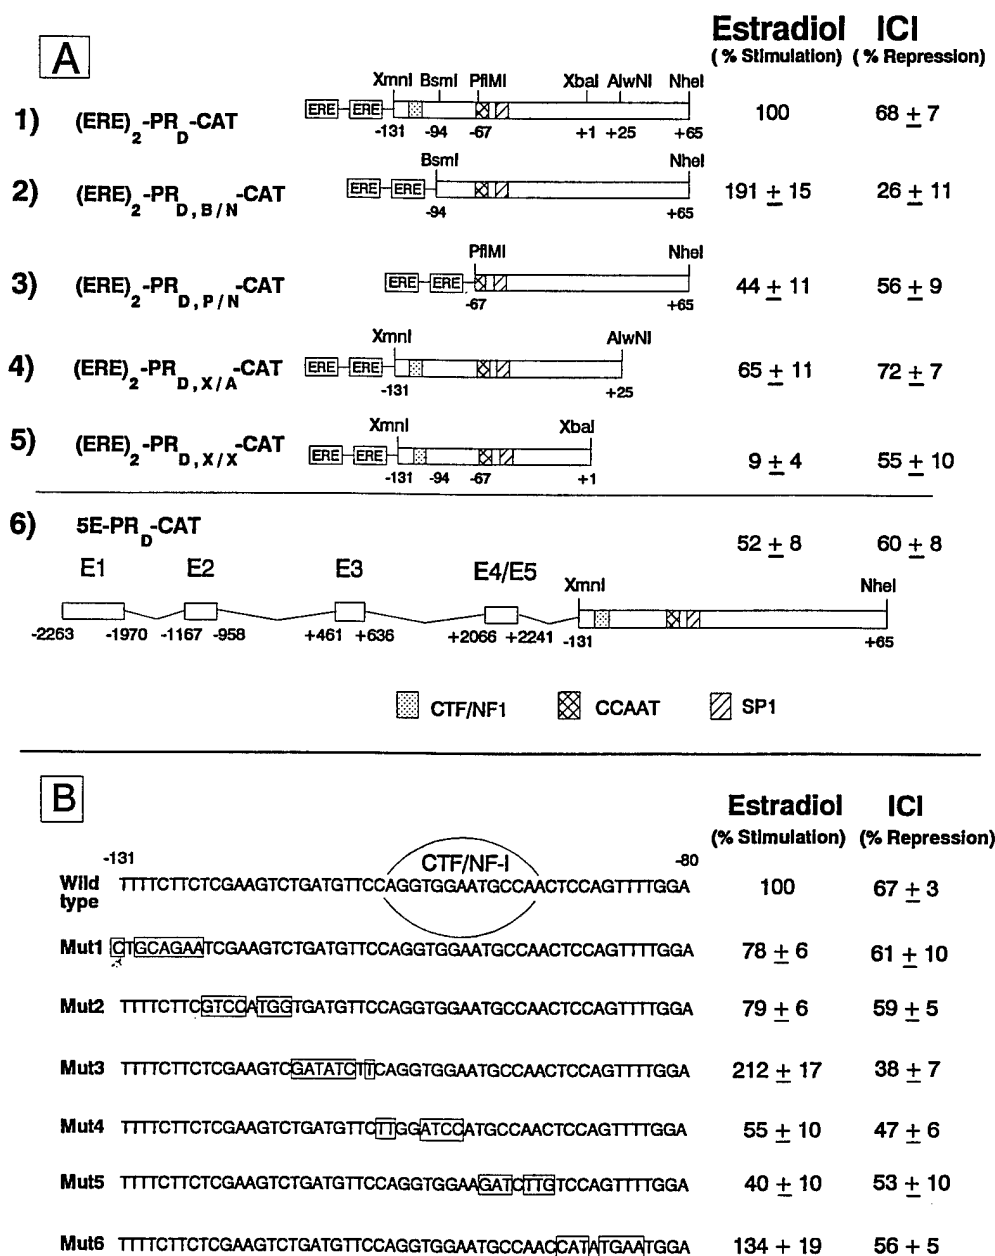 A
Estradiol ICI
(% Stimulation) (% Repression)
XmnI BsmI PflMI XbaI AlwNI NheI
1) (ERE)2-PRD-CAT ERE ERE 100 68 ± 7
-131 -94 -67 +1 +25 +65
BsmI NheI
2) (ERE)2-PRD, B/N-CAT ERE ERE 191 ± 15 26 ± 11
-94 +65
PflMI NheI
3) (ERE)2-PRD, P/N-CAT ERE ERE 44 ± 11 56 ± 9
-67 +65
XmnI AlwNI
4) (ERE)2-PRD, X/A-CAT ERE ERE 65 ± 11 72 ± 7
-131 +25
XmnI XbaI
5) (ERE)2-PRD, X/X-CAT ERE ERE 9 ± 4 55 ± 10
-131 -94 -67 +1
6) 5E-PRD-CAT 52 ± 8 60 ± 8
E1 E2 E3 E4/E5 XmnI NheI
-2263 -1970 -1167 -958 +461 +636 +2066 +2241 -131 +65
CTF/NF1 CCAAT SP1
B
Estradiol ICI
(% Stimulation) (% Repression)
-131 CTF/NF-I -80
Wild type TTTTCTTCTCGAAGTCTGATGTTCCAGGTGGAATGCCAACTCCAGTTTTGGA 100 67 ± 3
Mut1 CTGCAGAATCGAAGTCTGATGTTCCAGGTGGAATGCCAACTCCAGTTTTGGA 78 ± 6 61 ± 10
Mut2 TTTTCTTCGTCCATGGTGATGTTCCAGGTGGAATGCCAACTCCAGTTTTGGA 79 ± 6 59 ± 5
Mut3 TTTTCTTCTCGAAGTCGATATCTTCAGGTGGAATGCCAACTCCAGTTTTGGA 212 ± 17 38 ± 7
Mut4 TTTTCTTCTCGAAGTCTGATGTTCTTGGATCCATGCCAACTCCAGTTTTGGA 55 ± 10 47 ± 6
Mut5 TTTTCTTCTCGAAGTCTGATGTTCCAGGTGGAAGATCTTGTCCAGTTTTGGA 40 ± 10 53 ± 10
Mut6 TTTTCTTCTCGAAGTCTGATGTTCCAGGTGGAATGCCAACCATATGAATGGA 134 + 19 56 + 5